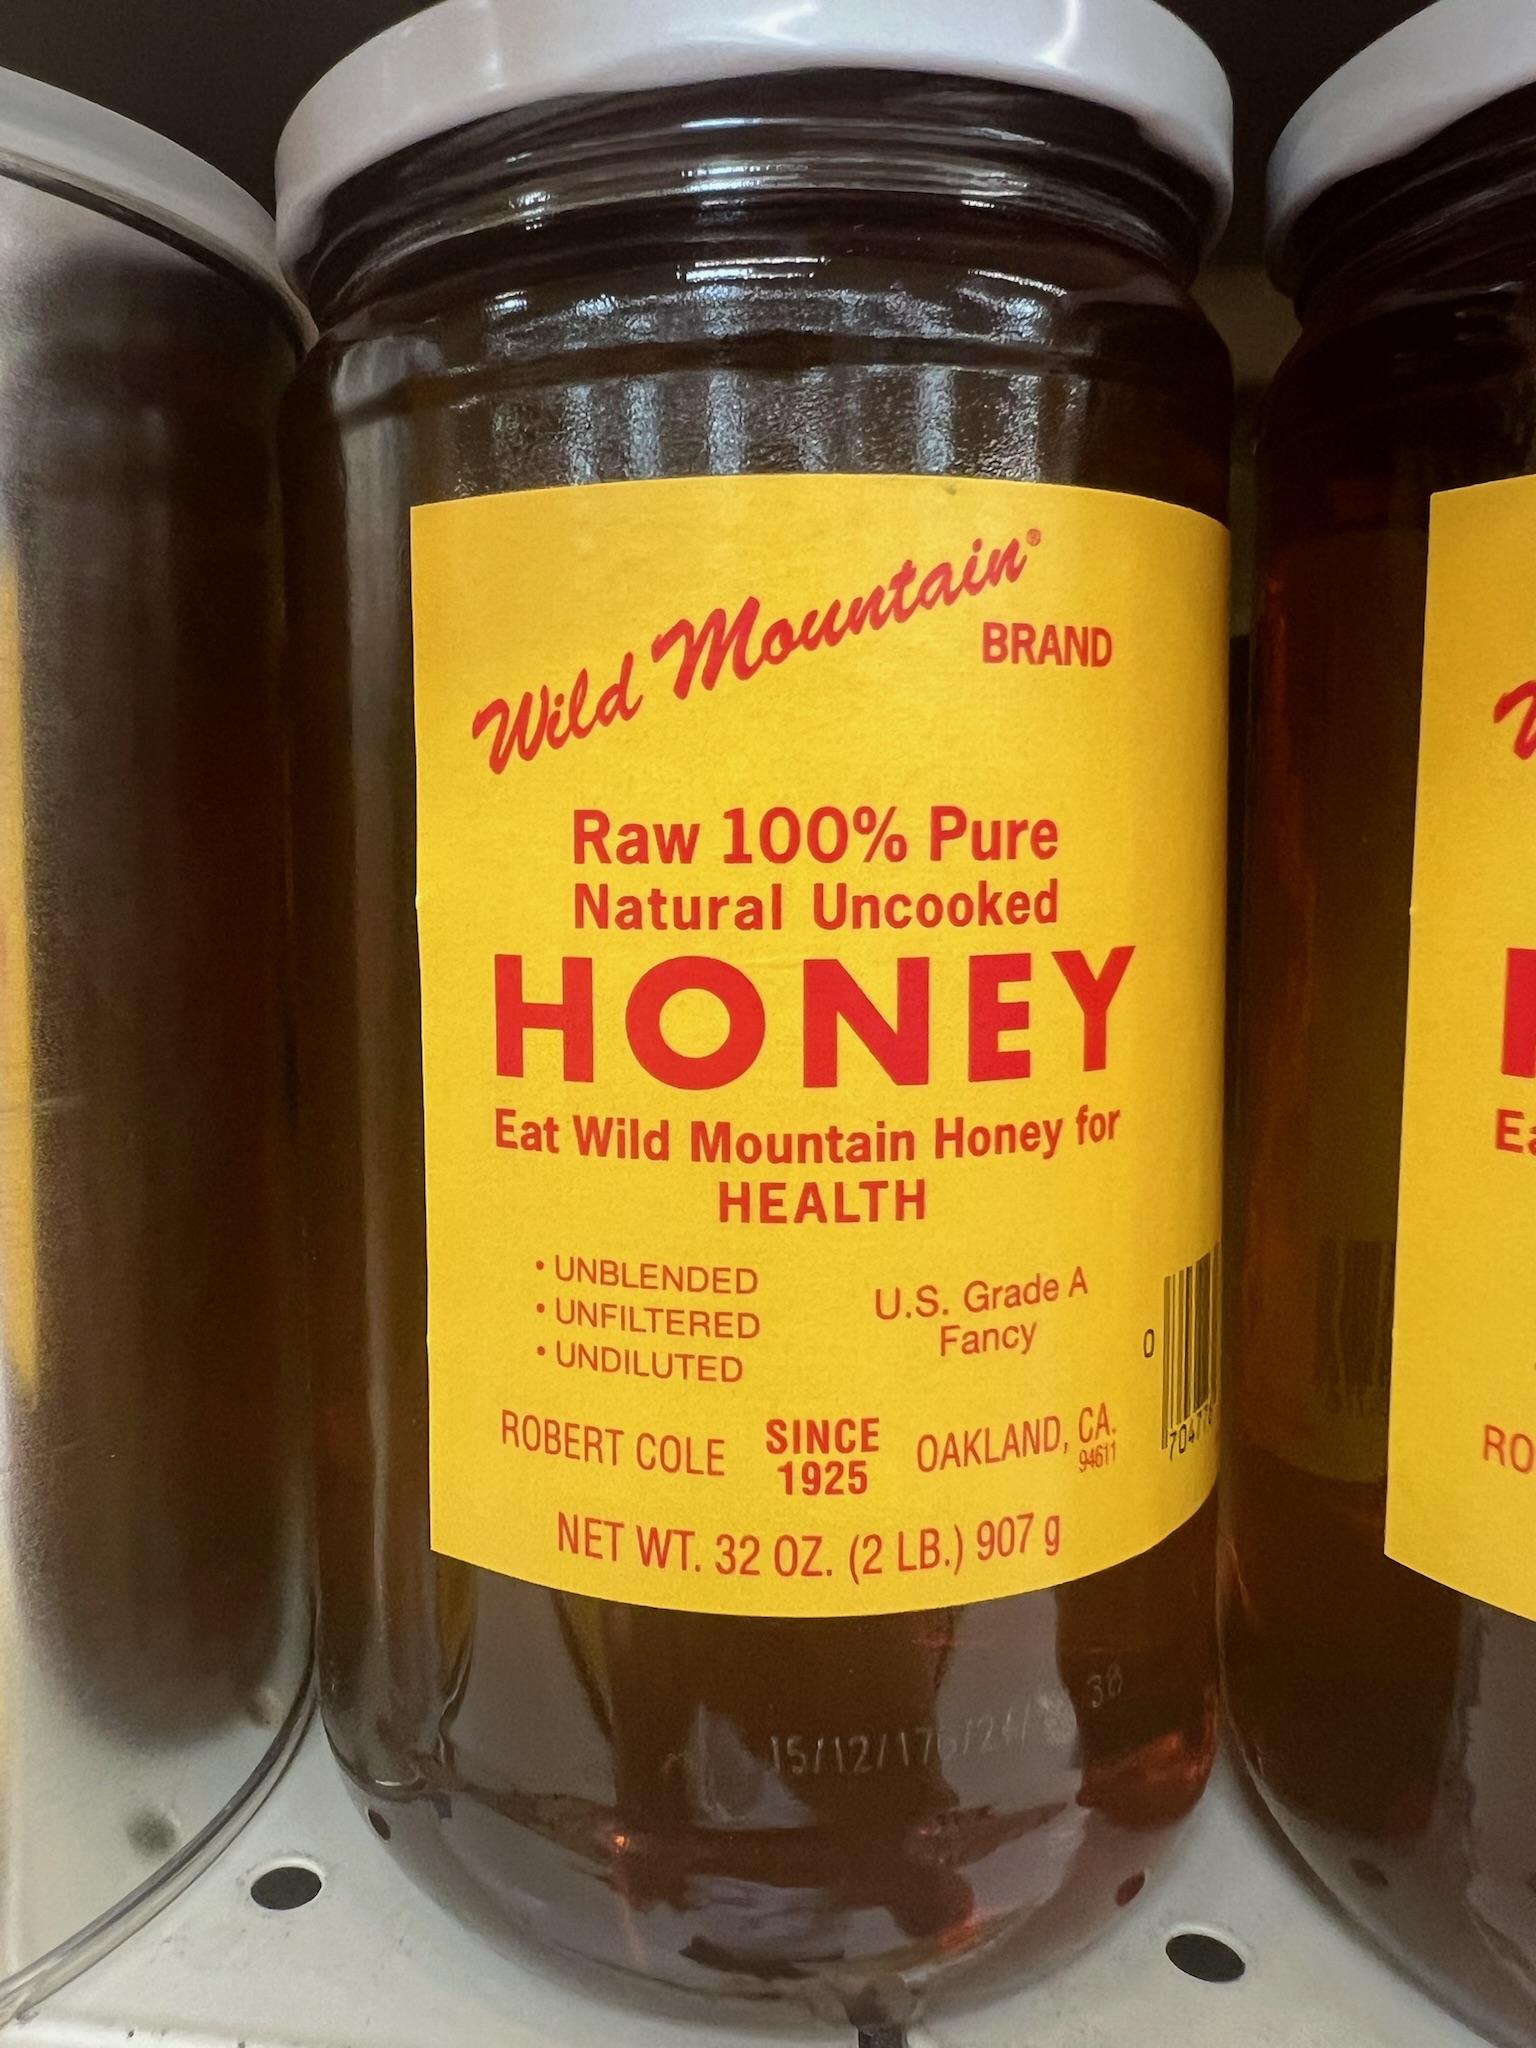 Wild Mountain®
BRAND
Raw 100% Pure
Natural Uncooked
HONEY
Eat Wild Mountain Honey for
HEALTH
• UNBLENDED
• UNFILTERED
• UNDILUTED
U.S. Grade A
Fancy
ROBERT COLE
SINCE
1925
OAKLAND, CA.
94611
NET WT. 32 OZ. (2 LB.) 907 g
0